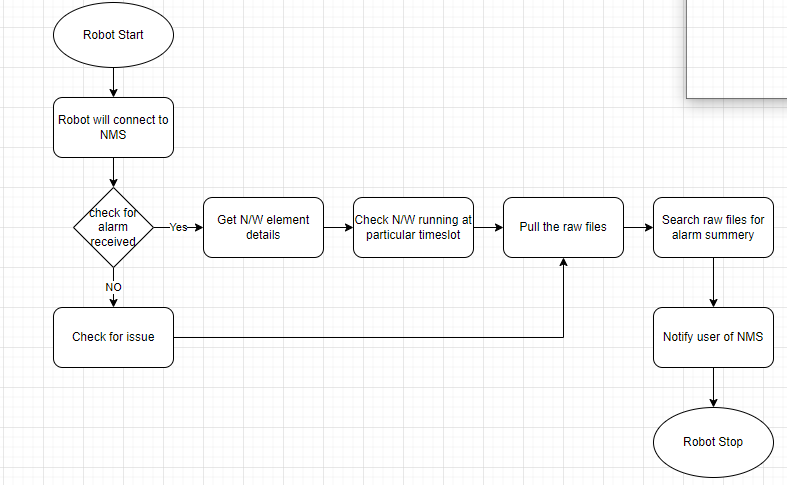 Robot Start
Robot will connect to
NMS
check for
alarm
received
Yes
Get N/W element
details
Check N/W running at
particular timeslot
Pull the raw files
Search raw files for
alarm summery
NO
Check for issue
Notify user of NMS
Robot Stop